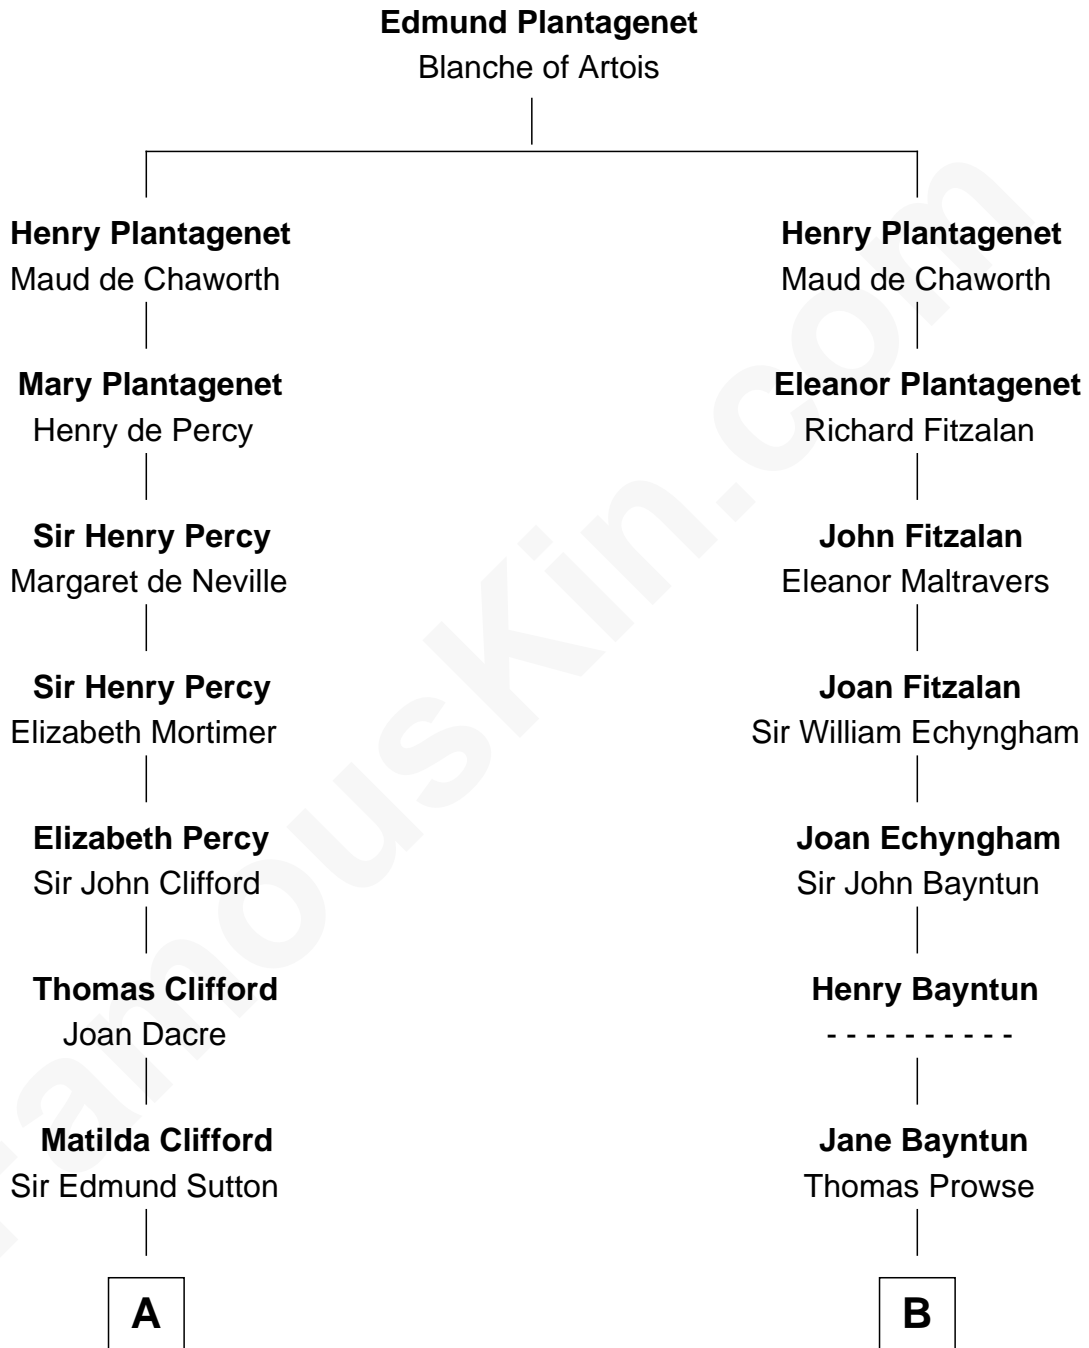 Edmund Plantagenet
Blanche of Artois
Henry Plantagenet
Maud de Chaworth
Henry Plantagenet
Maud de Chaworth
Mary Plantagenet
Henry de Percy
Eleanor Plantagenet
Richard Fitzalan
Sir Henry Percy
Margaret de Neville
John Fitzalan
Eleanor Maltravers
Sir Henry Percy
Elizabeth Mortimer
Joan Fitzalan
Sir William Echyngham
Elizabeth Percy
Sir John Clifford
Joan Echyngham
Sir John Bayntun
Thomas Clifford
Joan Dacre
Henry Bayntun
- - - - - - - - - -
Matilda Clifford
Sir Edmund Sutton
Jane Bayntun
Thomas Prowse
A
B
FamousKin.com